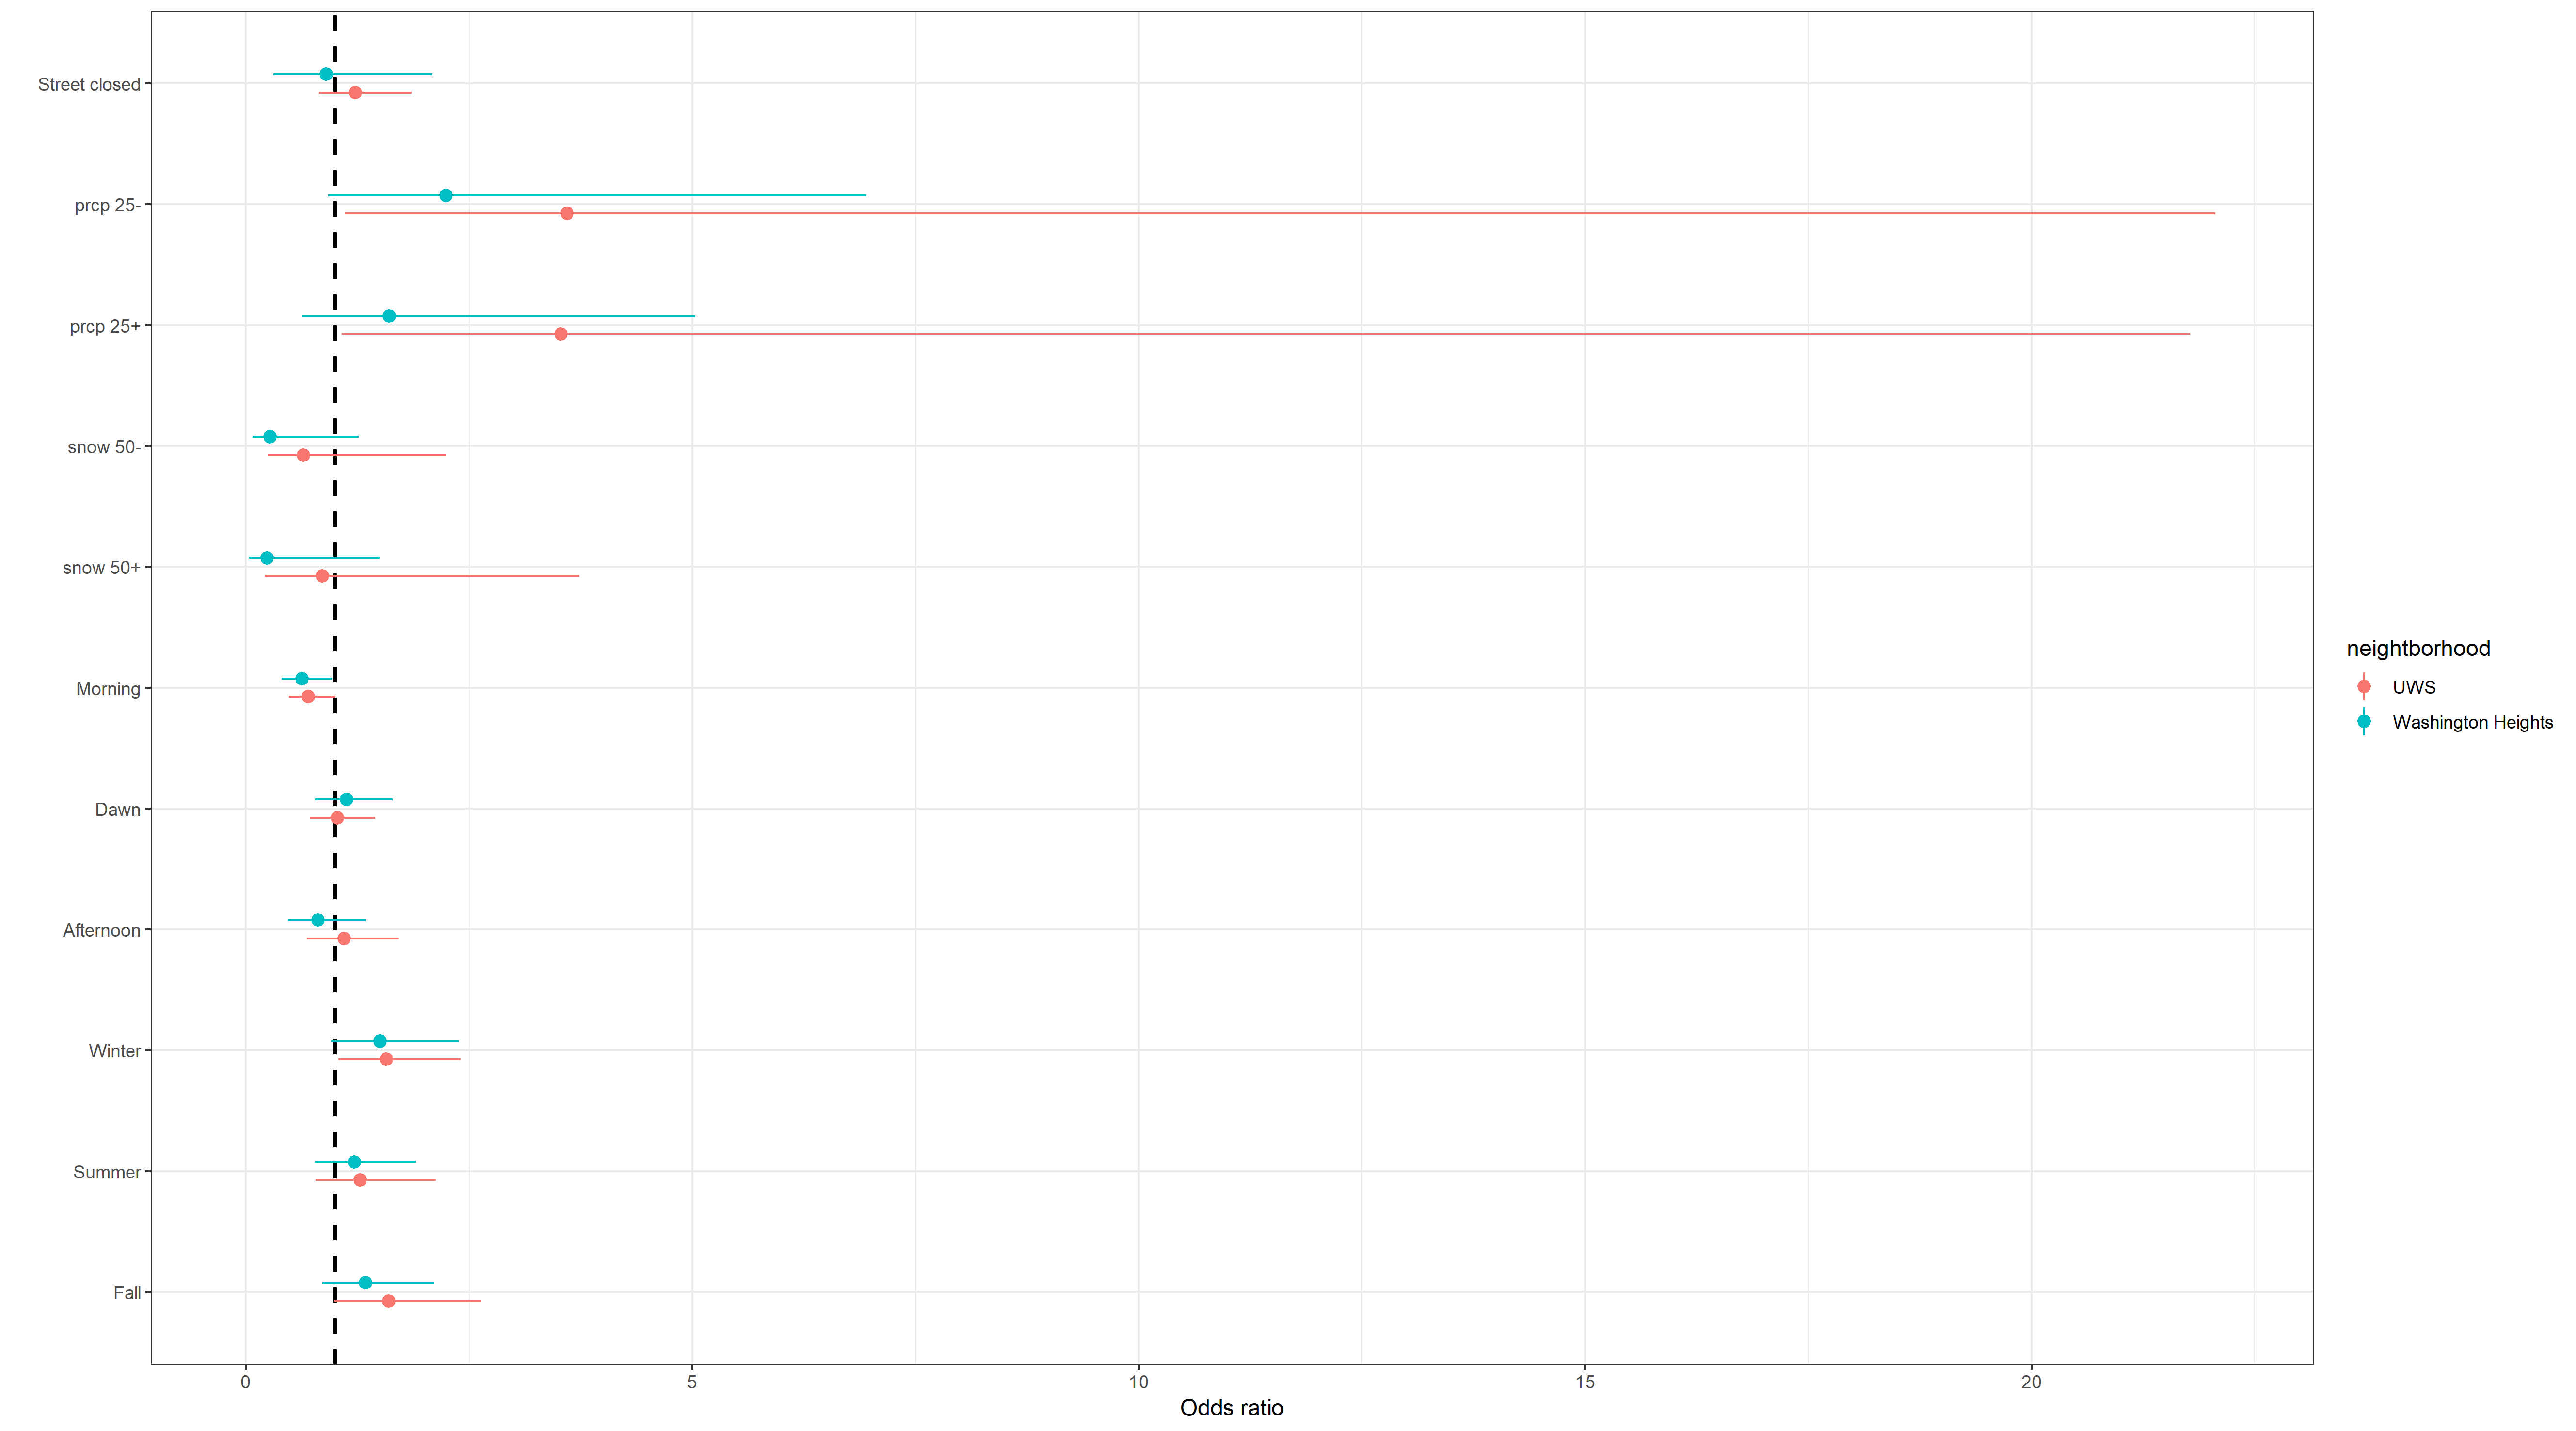 Street closed
prcp 25-
prcp 25+
snow 50-
snow 50+
Morning
Dawn
Afternoon
Winter
Summer
Fall
0 5 10 15 20
Odds ratio
neightborhood
UWS
Washington Heights